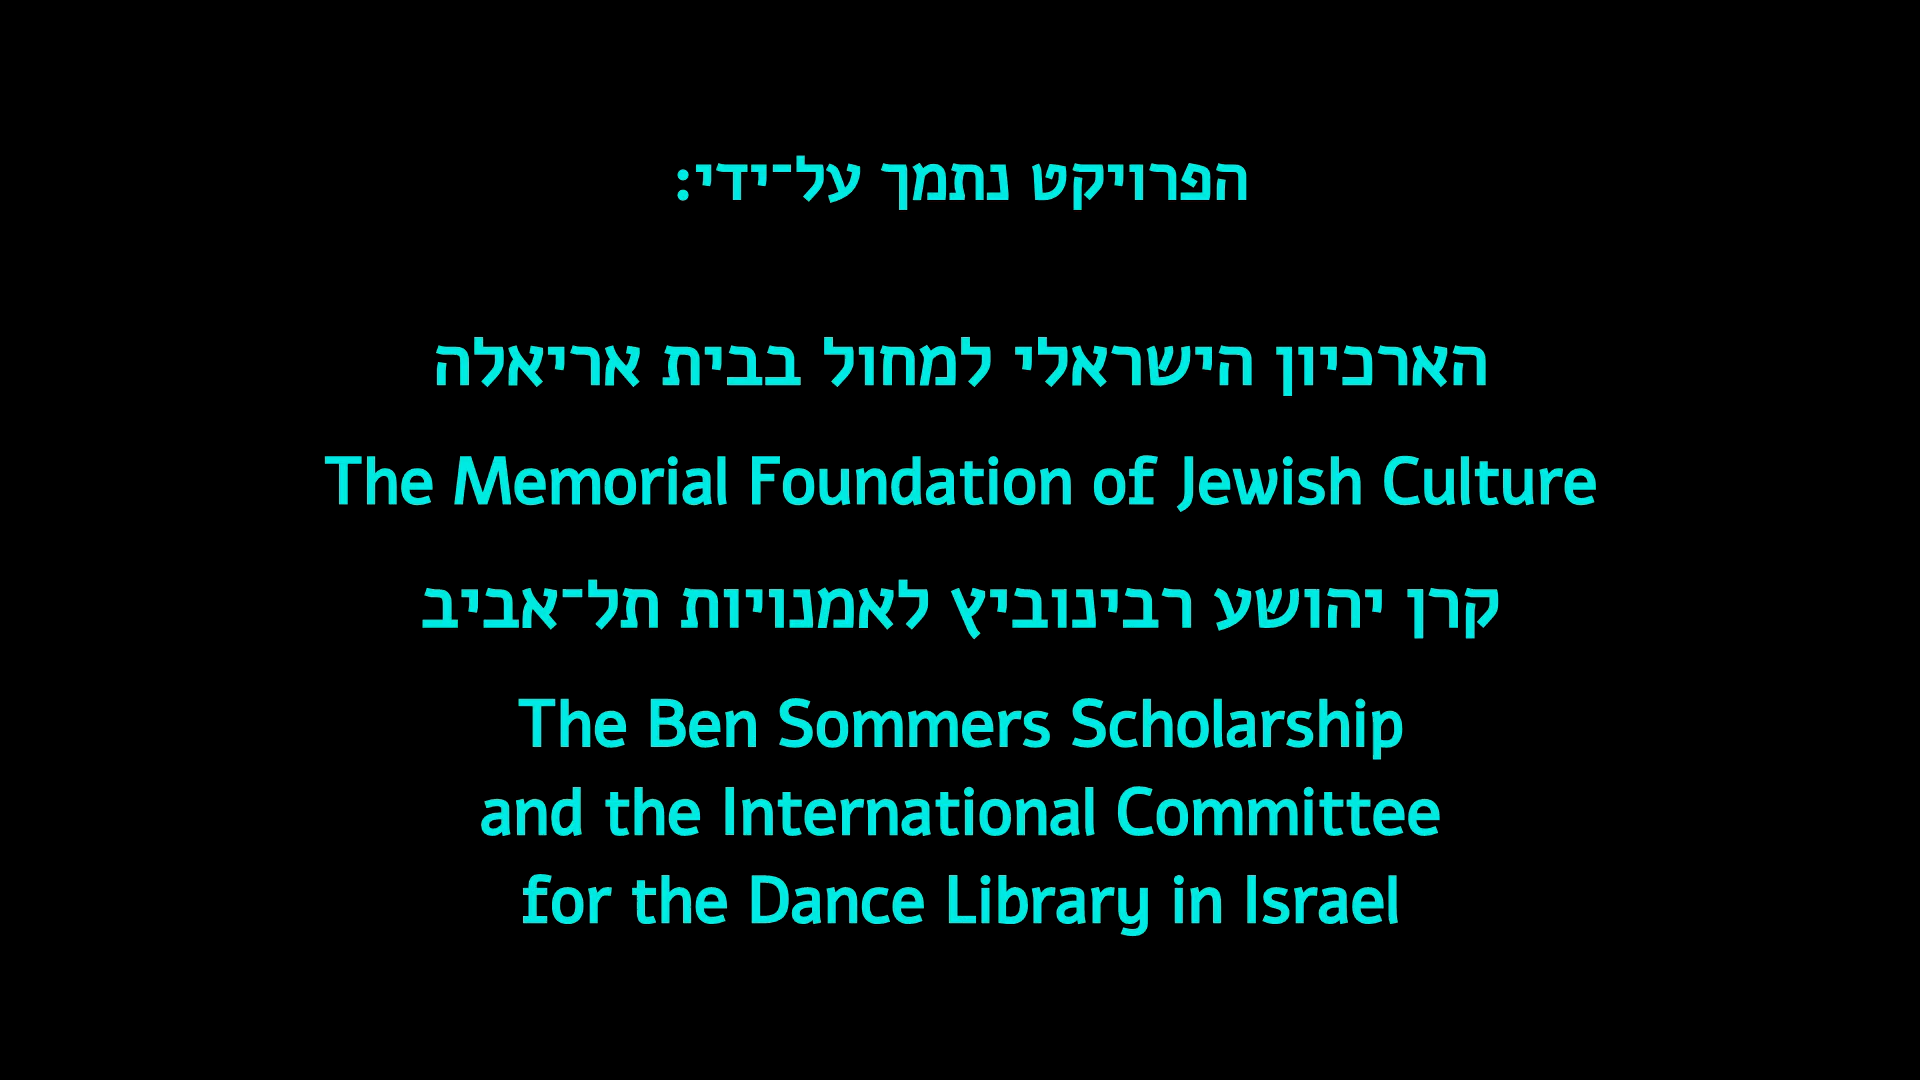 הפרויקט נתמך על־ידי:
הארכיון הישראלי למחול בבית אריאלה
The Memorial Foundation of Jewish Culture
קרן יהושע רבינוביץ לאמנויות תל־אביב
The Ben Sommers Scholarship
and the International Committee
for the Dance Library in Israel